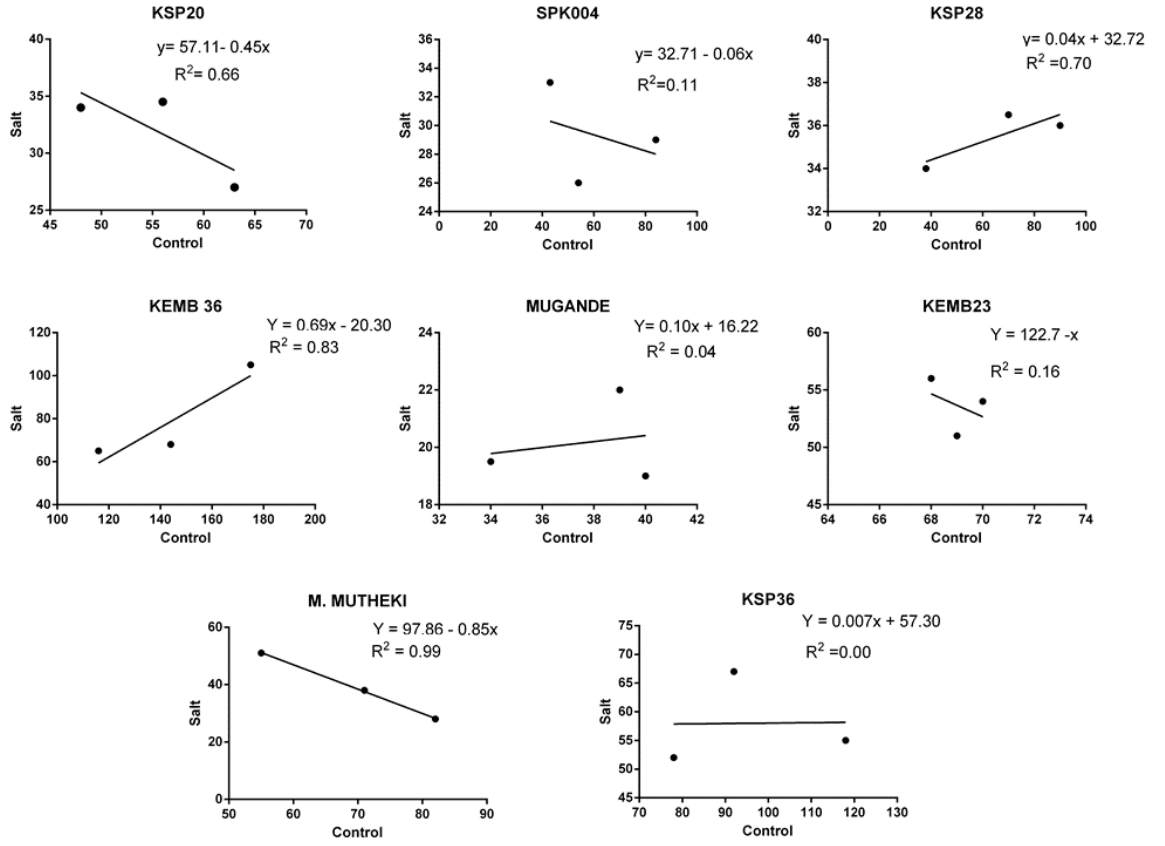 KSP20
y= 57.11- 0.45x
R²= 0.66
40
35
30
25
Salt
45 50 55 60 65 70
Control
SPK004
y= 32.71 - 0.06x
R²=0.11
36
34
32
30
28
26
24
Salt
0 20 40 60 80 100
Control
KSP28
y= 0.04x + 32.72
R² =0.70
40
38
36
34
32
Salt
0 20 40 60 80 100
Control
KEMB 36
Y = 0.69x - 20.30
R² = 0.83
120
100
80
60
40
Salt
100 120 140 160 180 200
Control
MUGANDE
Y= 0.10x + 16.22
R² = 0.04
24
22
20
18
Salt
32 34 36 38 40 42
Control
KEMB23
Y = 122.7 -x
R² = 0.16
60
55
50
45
Salt
64 66 68 70 72 74
Control
M. MUTHEKI
Y = 97.86 - 0.85x
R² = 0.99
60
40
20
0
Salt
50 60 70 80 90
Control
KSP36
Y = 0.007x + 57.30
R² =0.00
75
70
65
60
55
50
45
Salt
70 80 90 100 110 120 130
Control